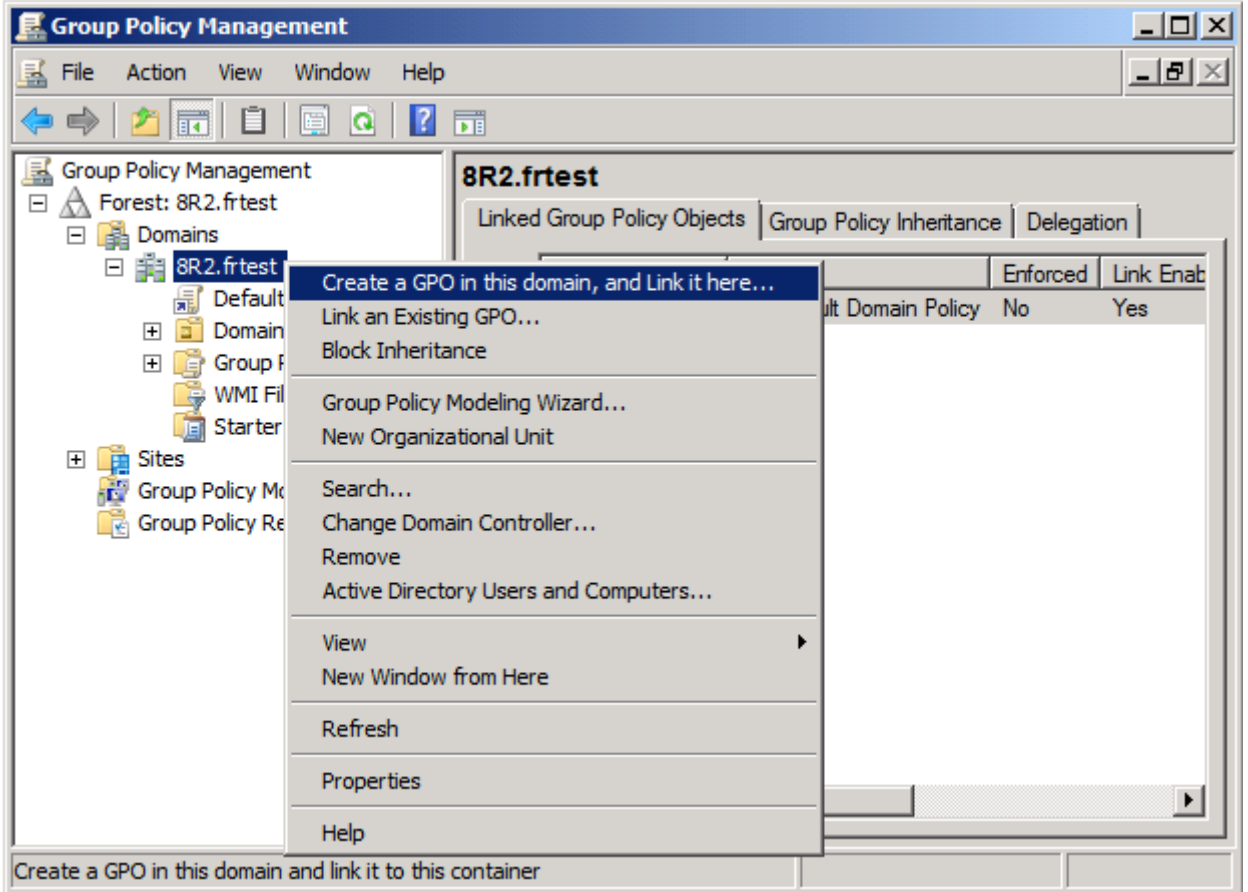 Group Policy Management
File Action View Window Help
Group Policy Management
Forest: 8R2.frtest
Domains
8R2.frtest
Default
Domain
Group P
WMI Fil
Starter
Sites
Group Policy Mo
Group Policy Re
8R2.frtest
Linked Group Policy Objects Group Policy Inheritance Delegation
Enforced Link Enab
ult Domain Policy No Yes
Create a GPO in this domain, and Link it here...
Link an Existing GPO...
Block Inheritance
Group Policy Modeling Wizard...
New Organizational Unit
Search...
Change Domain Controller...
Remove
Active Directory Users and Computers...
View
New Window from Here
Refresh
Properties
Help
Create a GPO in this domain and link it to this container